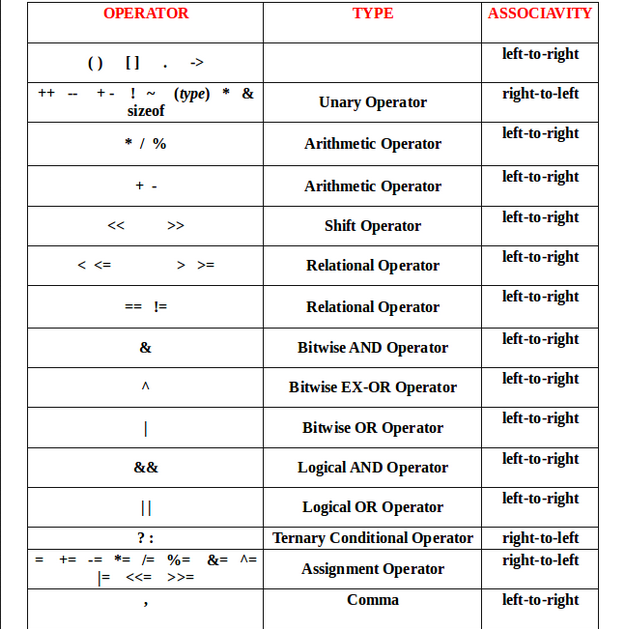 OPERATOR TYPE ASSOCIAVITY
( ) [ ] . -> left-to-right
++ -- + - ! ~ (type) * & sizeof Unary Operator right-to-left
* / % Arithmetic Operator left-to-right
+ - Arithmetic Operator left-to-right
<< >> Shift Operator left-to-right
< <= > >= Relational Operator left-to-right
== != Relational Operator left-to-right
& Bitwise AND Operator left-to-right
^ Bitwise EX-OR Operator left-to-right
| Bitwise OR Operator left-to-right
&& Logical AND Operator left-to-right
|| Logical OR Operator left-to-right
? : Ternary Conditional Operator right-to-left
= += -= *= /= %= &= ^= |= <<= >>= Assignment Operator right-to-left
, Comma left-to-right